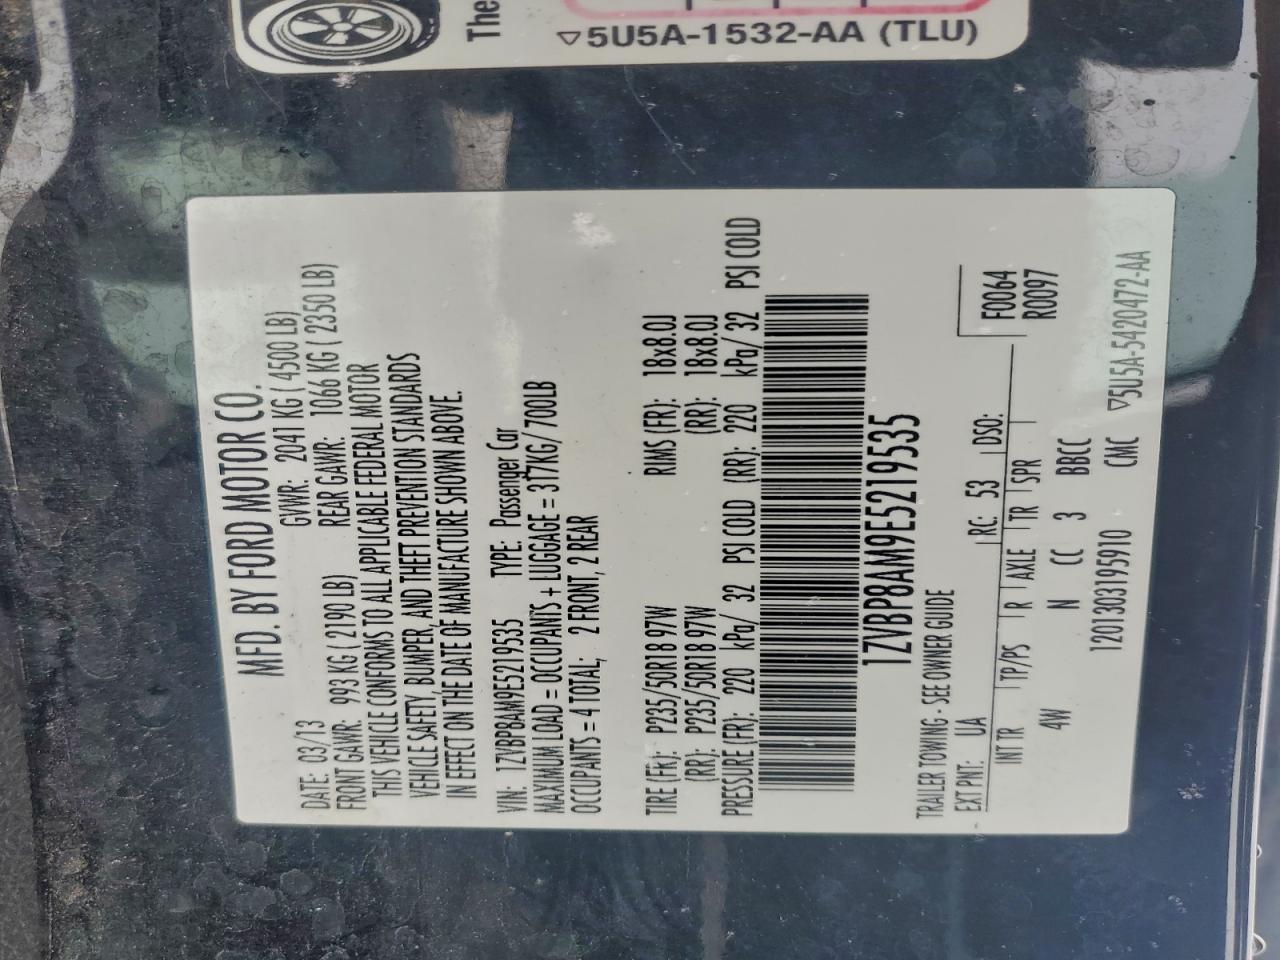 The
▽5U5A-1532-AA (TLU)
MFD. BY FORD MOTOR CO.
DATE: 03/13 GVWR: 2041 KG ( 4500 LB)
FRONT GAWR: 993 KG ( 2190 LB) REAR GAWR: 1066 KG ( 2350 LB)
THIS VEHICLE CONFORMS TO ALL APPLICABLE FEDERAL MOTOR
VEHICLE SAFETY, BUMPER, AND THEFT PREVENTION STANDARDS
IN EFFECT ON THE DATE OF MANUFACTURE SHOWN ABOVE.
VIN: 1ZVBP8AM9E5219535 TYPE: Passenger Car
MAXIMUM LOAD = OCCUPANTS + LUGGAGE = 317KG/700LB
OCCUPANTS = 4 TOTAL; 2 FRONT, 2 REAR
TIRE (FR): P235/50R18 97W RIMS (FR): 18x8.0J
(RR): P235/50R18 97W (RR): 18x8.0J
PRESSURE (FR): 220 kPa/ 32 PSI COLD (RR): 220 kPa/ 32 PSI COLD
1ZVBP8AM9E5219535
TRAILER TOWING - SEE OWNER GUIDE
EXT PNT: UA RC: 53 DSO: F0064
INT TR TP/PS R AXLE TR SPR R0097
4W N CC 3 BBCC
1201303195910 CMC ▽5U5A-5420472-AA